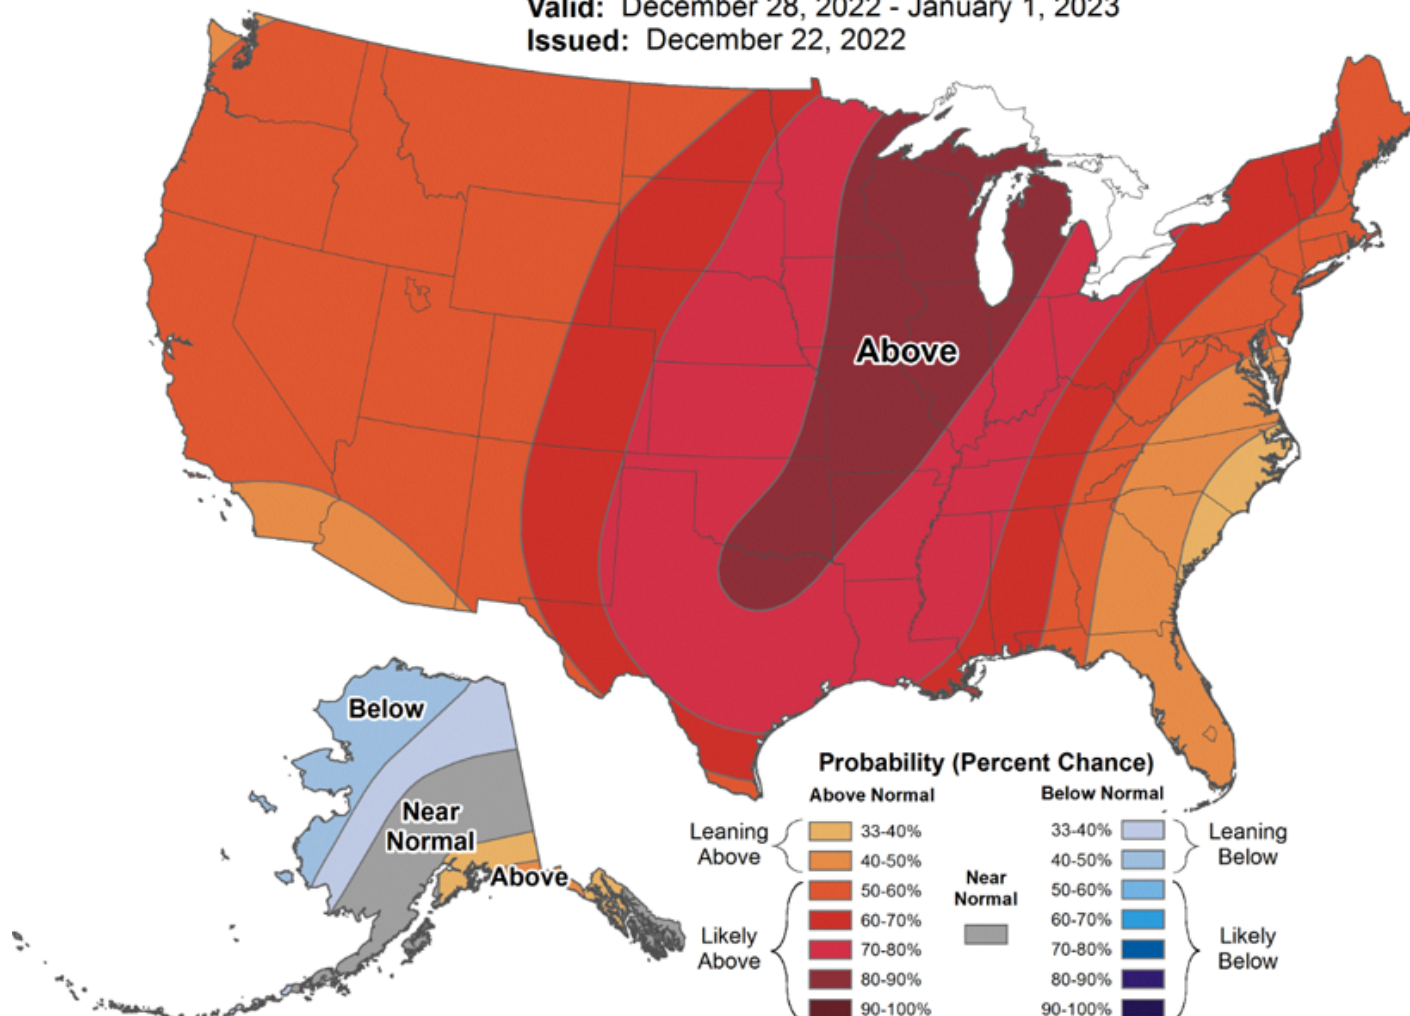 Valid: December 28, 2022 - January 1, 2023
Issued: December 22, 2022
Above
Below
Near
Normal
Above
Probability (Percent Chance)
Above Normal
Below Normal
Leaning
Above
33-40%
40-50%
Likely
Above
50-60%
60-70%
70-80%
80-90%
90-100%
Near
Normal
33-40%
40-50%
Leaning
Below
50-60%
60-70%
70-80%
80-90%
90-100%
Likely
Below